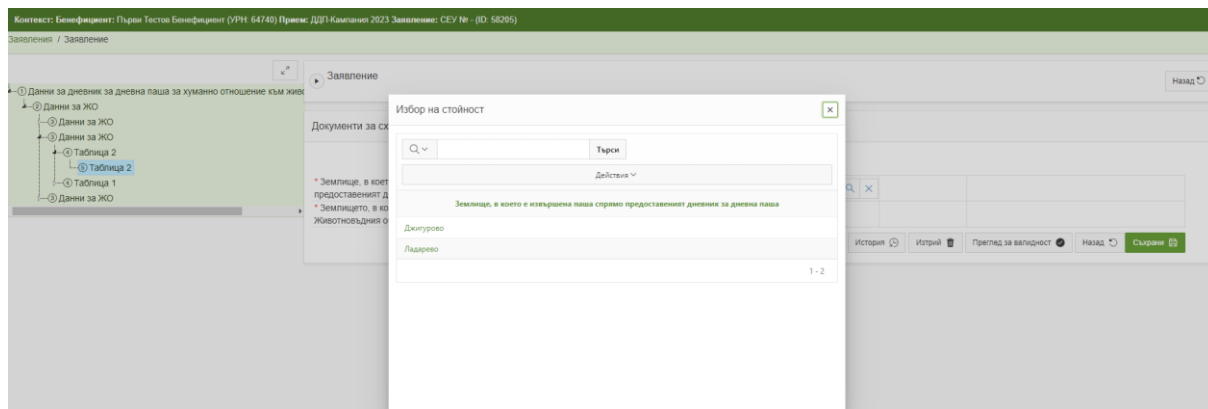 Контекст: Бенефициент: Първи Тестов Бенефициент (УРН: 64740) Прием: ДДП-Кампания 2023 Заявление: СЕУ № - (ID: 58205)
Заявления / Заявление
Заявление
Назад
① Данни за дневник за дневна паша за хуманно отношение към живо
② Данни за ЖО
③ Данни за ЖО
③ Данни за ЖО
④ Таблица 2
⑤ Таблица 2
④ Таблица 1
③ Данни за ЖО
Документи за сх
* Землище, в коет
предоставеният д
* Землището, в ко
Животновъдния о
Избор на стойност
Търси
Действия
Землище, в което е извършена паша спрямо предоставеният дневник за дневна паша
Джигурово
Ладарево
1 - 2
История Изтрий Преглед за валидност Назад Съхрани